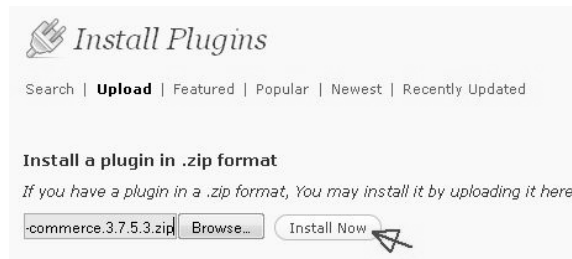 Install Plugins
Search | Upload | Featured | Popular | Newest | Recently Updated
Install a plugin in .zip format
If you have a plugin in a .zip format, You may install it by uploading it here
-commerce.3.7.5.3.zip Browse… Install Now